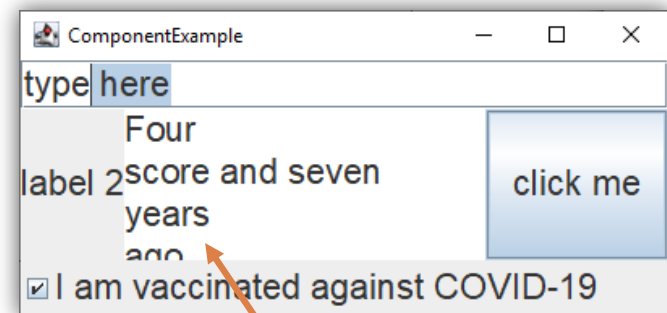 ComponentExample
type here
Four
label 2 score and seven
years
ago
click me
I am vaccinated against COVID-19